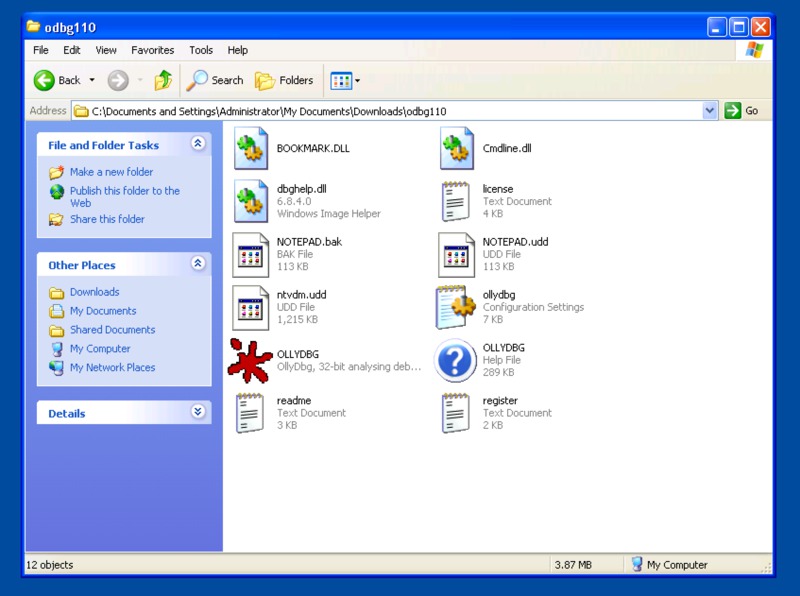 odbg110
File Edit View Favorites Tools Help
Back Search Folders
Address C:\Documents and Settings\Administrator\My Documents\Downloads\odbg110 Go
File and Folder Tasks
Make a new folder
Publish this folder to the
Web
Share this folder
Other Places
Downloads
My Documents
Shared Documents
My Computer
My Network Places
Details
BOOKMARK.DLL
Cmdline.dll
dbghelp.dll
6.8.4.0
Windows Image Helper
license
Text Document
4 KB
NOTEPAD.bak
BAK File
113 KB
NOTEPAD.udd
UDD File
113 KB
ntvdm.udd
UDD File
1,215 KB
ollydbg
Configuration Settings
7 KB
OLLYDBG
OllyDbg, 32-bit analysing deb...
OLLYDBG
Help File
289 KB
readme
Text Document
3 KB
register
Text Document
2 KB
12 objects 3.87 MB My Computer